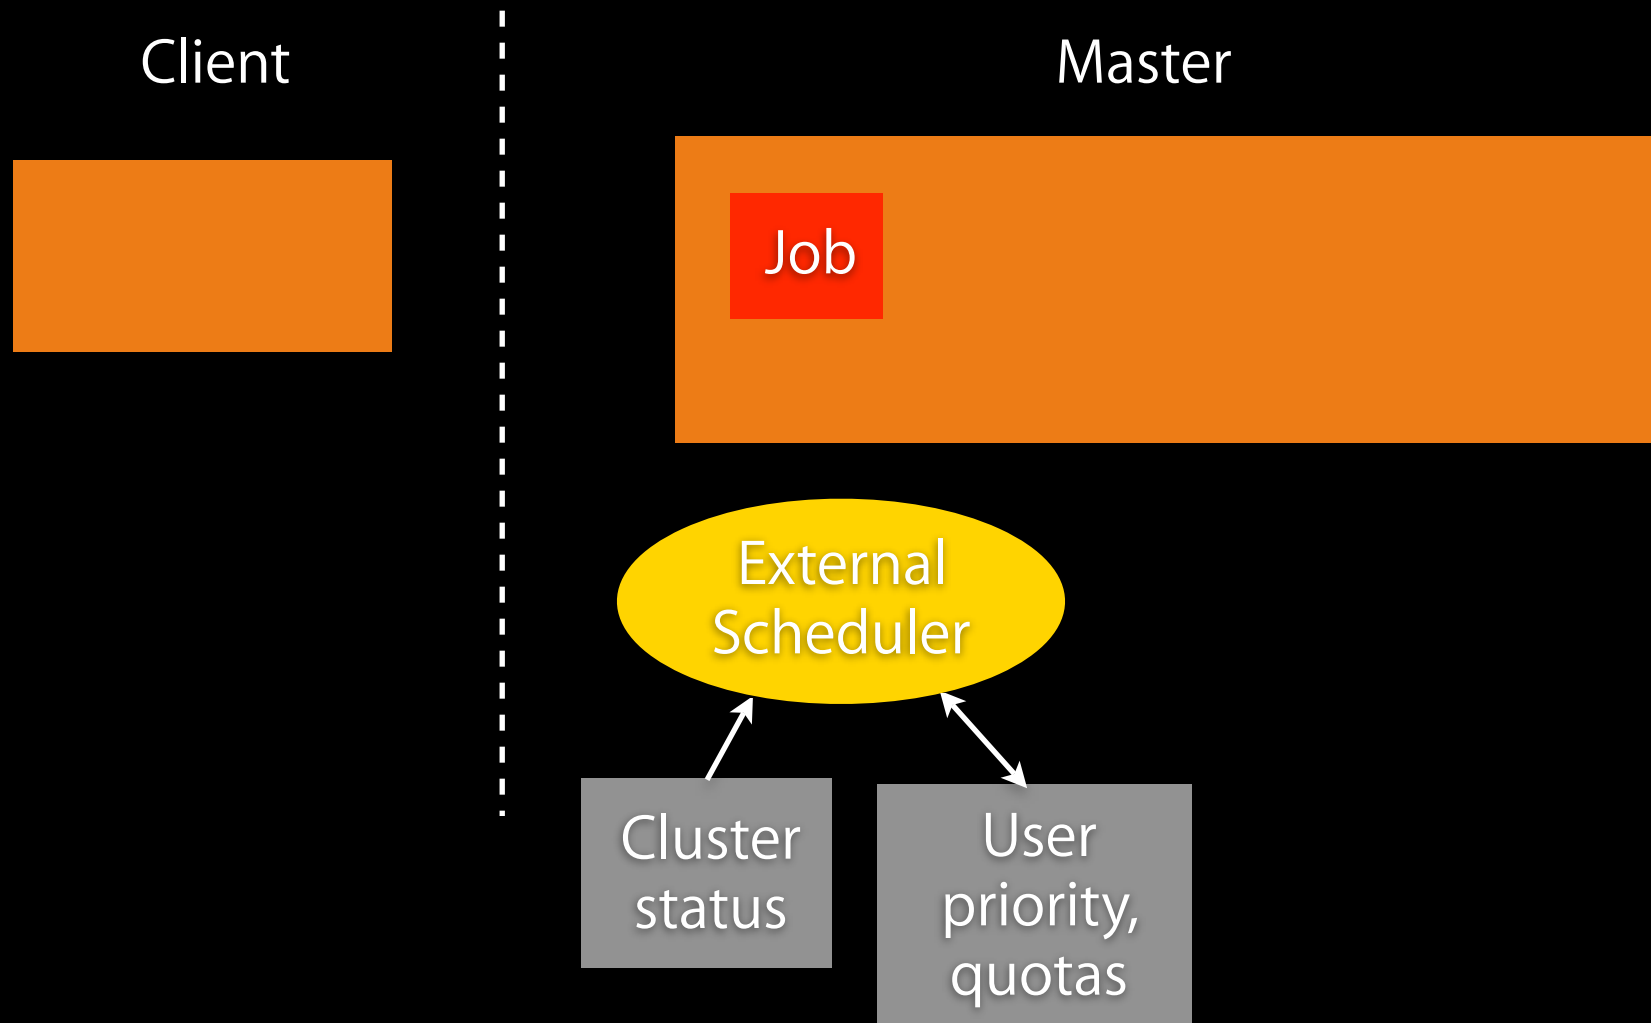 Client
Master
Job
External
Scheduler
Cluster
status
User
priority,
quotas